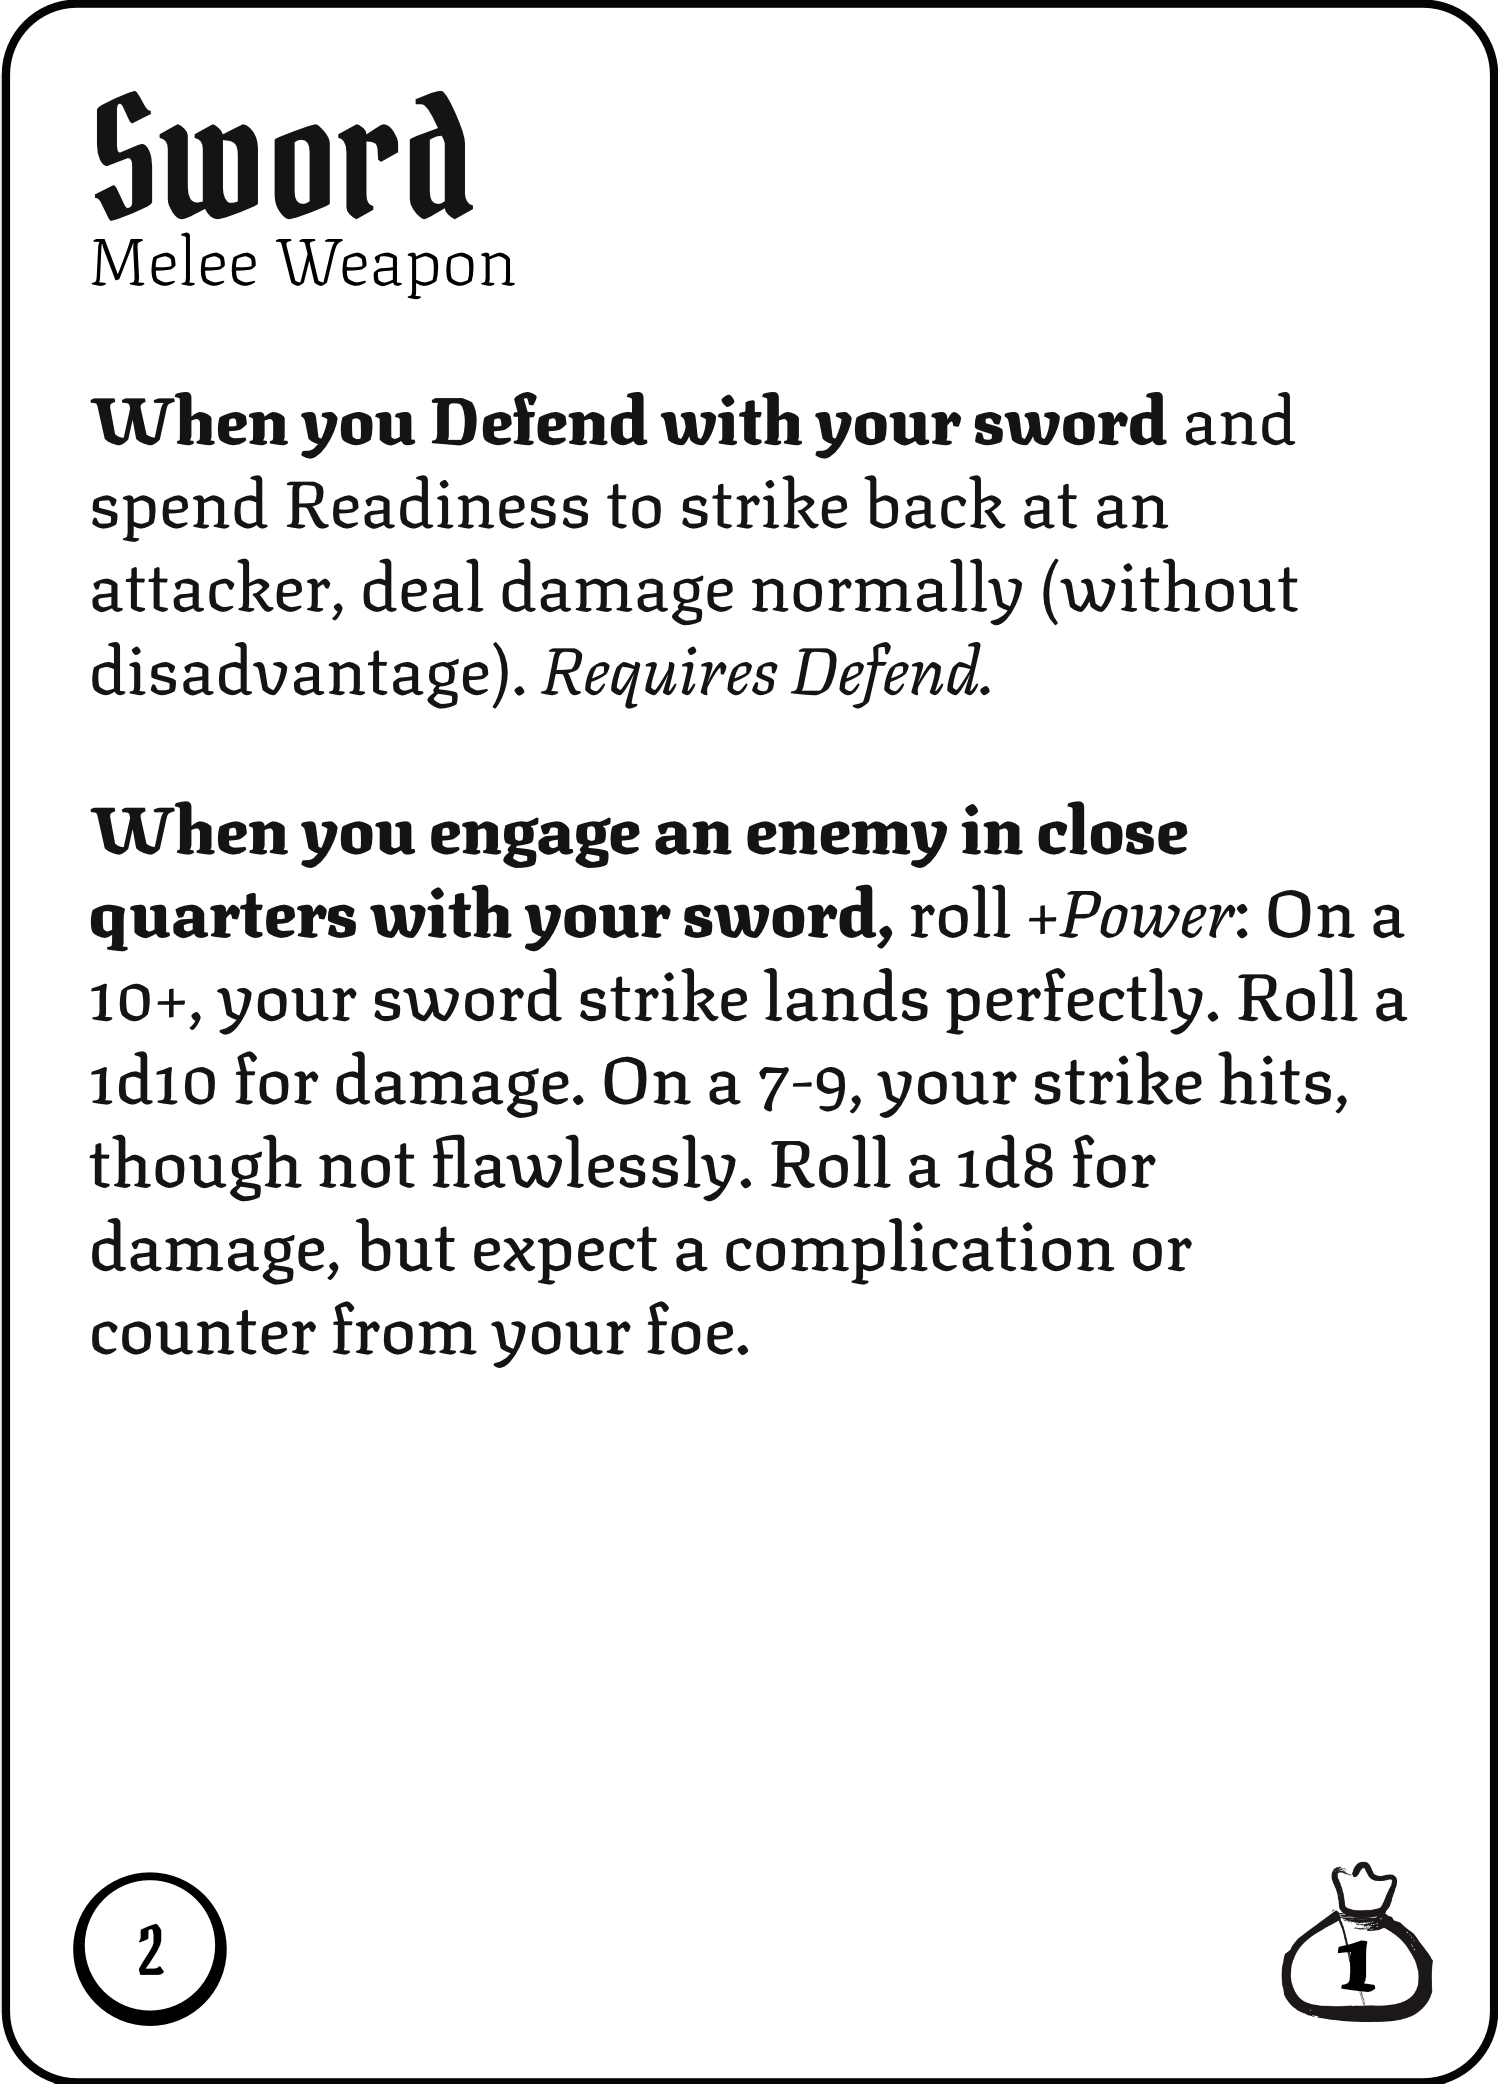 Sword
Melee Weapon
When you Defend with your sword and
spend Readiness to strike back at an
attacker, deal damage normally (without
disadvantage). Requires Defend.
When you engage an enemy in close
quarters with your sword, roll +Power: On a
10+, your sword strike lands perfectly. Roll a
1d10 for damage. On a 7-9, your strike hits,
though not flawlessly. Roll a 1d8 for
damage, but expect a complication or
counter from your foe.
2
1